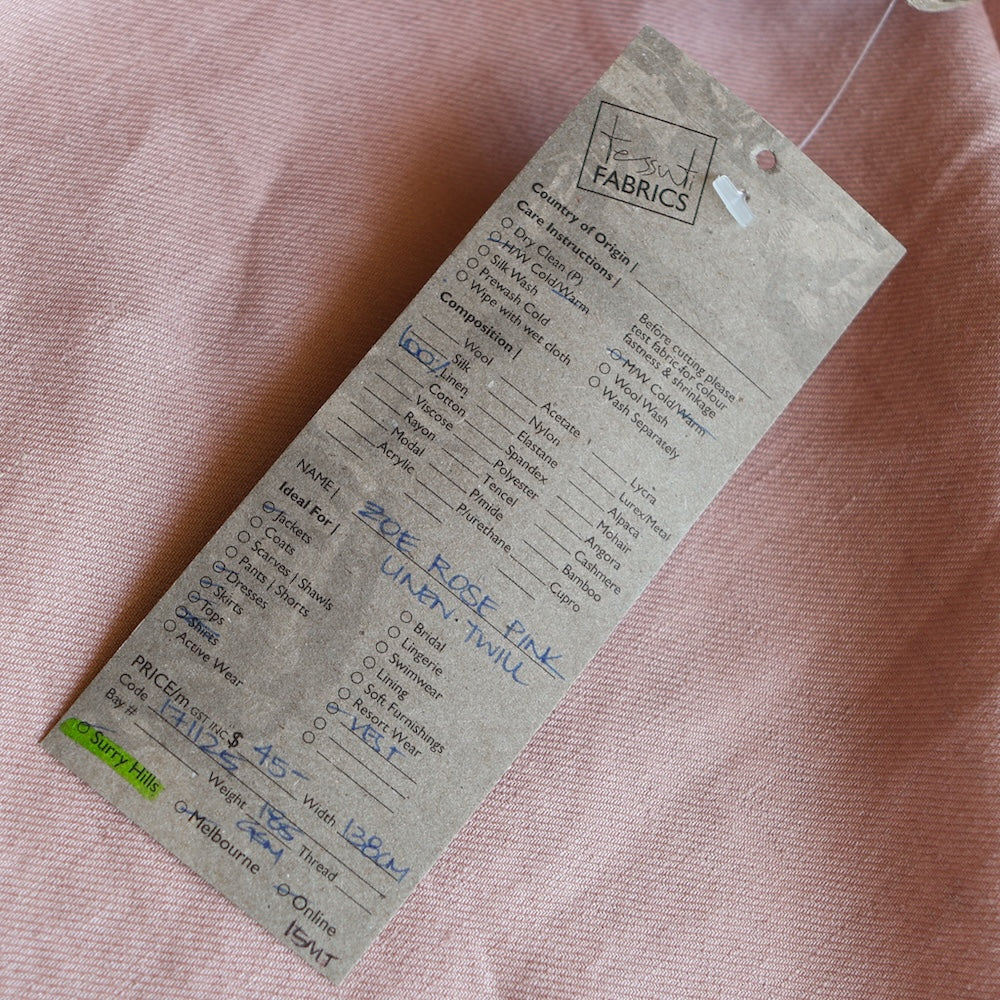 tessuti
FABRICS
Country of Origin |
Care Instructions |
Dry Clean (P)
H/W Cold/Warm
Silk Wash
Prewash Cold
Wipe with wet cloth
Before cutting please
test fabric for colour
fastness & shrinkage
M/W Cold/Warm
Wool Wash
Wash Separately
Composition |
Wool
Silk
100% Linen
Cotton
Viscose
Rayon
Modal
Acrylic
Acetate
Nylon
Elastane
Spandex
Polyester
Tencel
P/mide
P/urethane
Lycra
Lurex/Metal
Alpaca
Mohair
Angora
Cashmere
Bamboo
Cupro
NAME | ZOE ROSE PINK
LINEN TWILL
Ideal For |
Jackets
Coats
Scarves | Shawls
Pants | Shorts
Dresses
Skirts
Tops
Shirts
Active Wear
Bridal
Lingerie
Swimwear
Lining
Soft Furnishings
Resort Wear
VEST
PRICE/m GST INC $ 45-
Code 171125
Width 138CM
Bay #
Weight 185
GSM
Thread
Surry Hills
Melbourne
Online
15MT